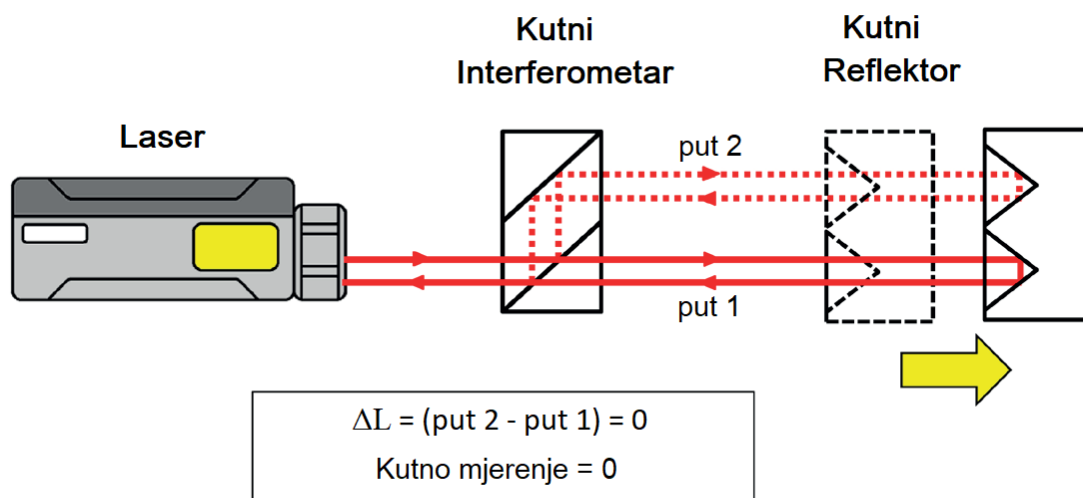 Kutni
Interferometar
Kutni
Reflektor
Laser
put 2
put 1
ΔL = (put 2 - put 1) = 0
Kutno mjerenje = 0